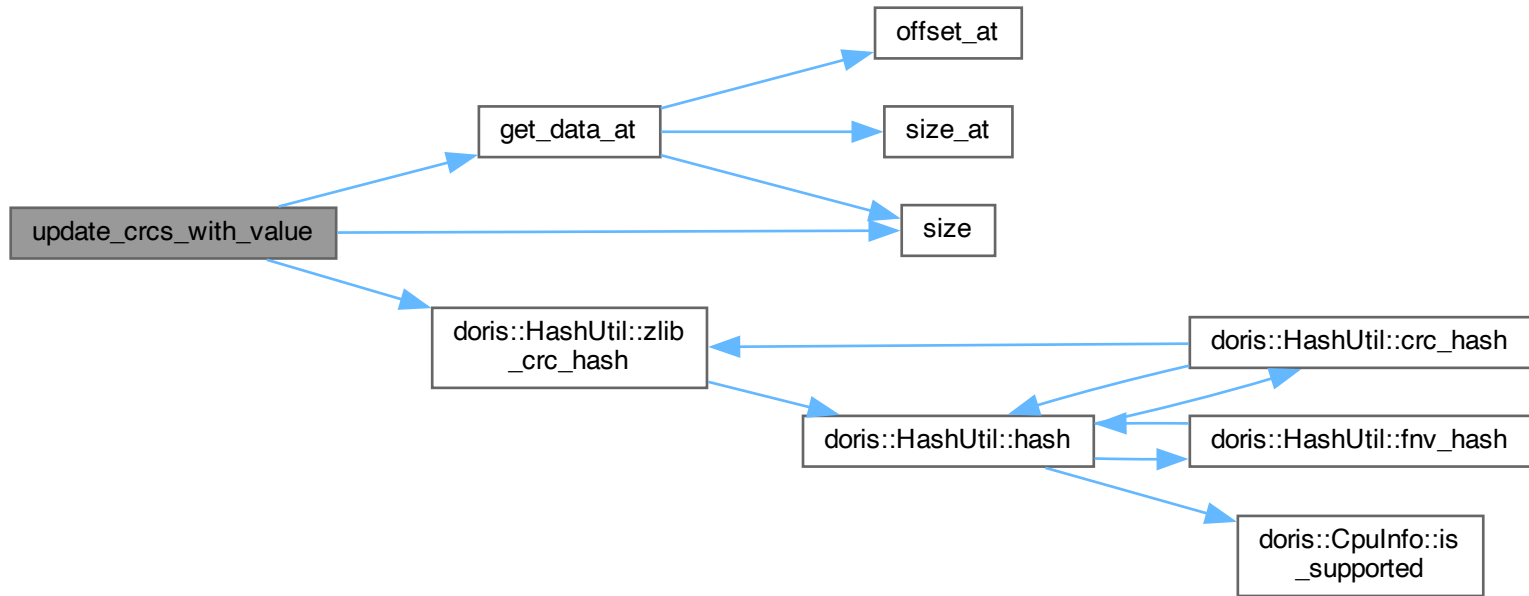 offset_at
get_data_at
size_at
update_crcs_with_value
size
doris::HashUtil::zlib
_crc_hash
doris::HashUtil::crc_hash
doris::HashUtil::hash
doris::HashUtil::fnv_hash
doris::CpuInfo::is
_supported